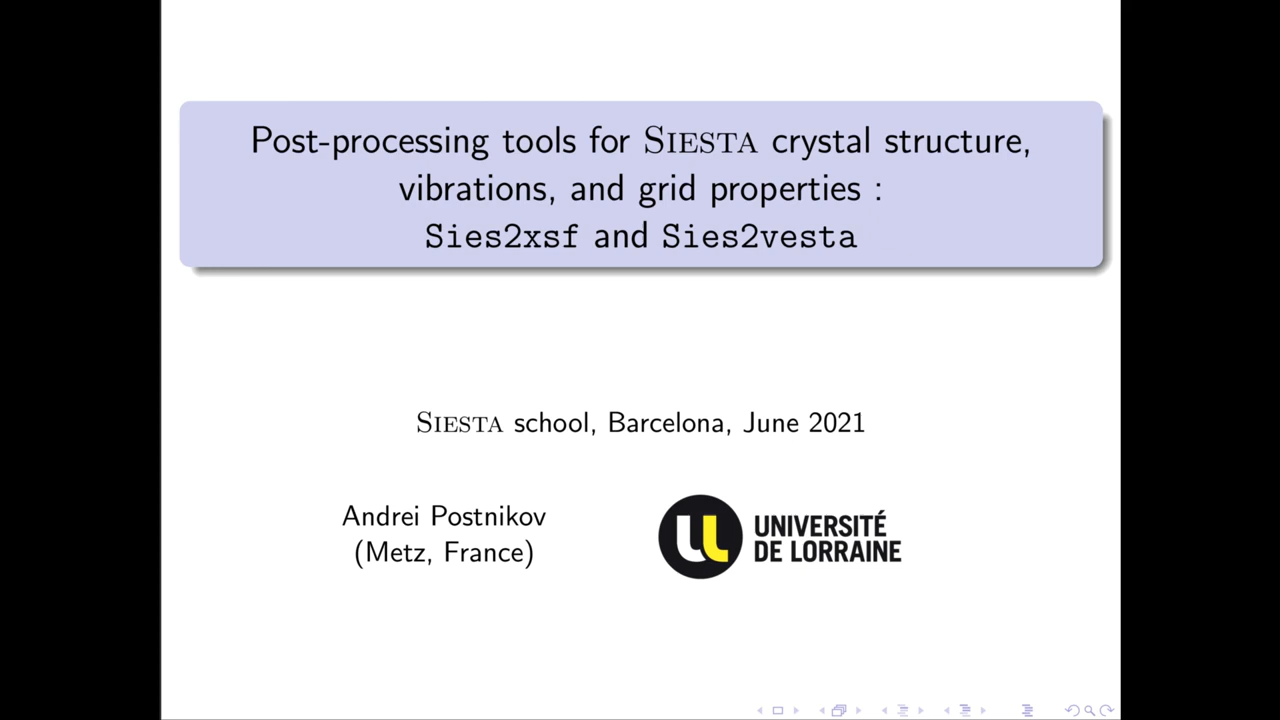 Post-processing tools for SIESTA crystal structure,
vibrations, and grid properties :
Sies2xsf and Sies2vesta
SIESTA school, Barcelona, June 2021
Andrei Postnikov
(Metz, France)
UNIVERSITÉ
DE LORRAINE